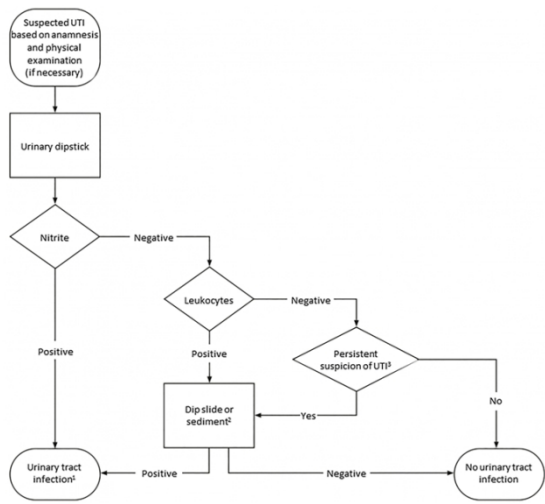 Suspected UTI
based on anamnesis
and physical
examination
(if necessary)
Urinary dipstick
Nitrite
Negative
Leukocytes
Negative
Positive
Positive
Persistent
suspicion of UTI³
No
Dip slide or
sediment²
Yes
Urinary tract
infection¹
Positive
Negative
No urinary tract
infection